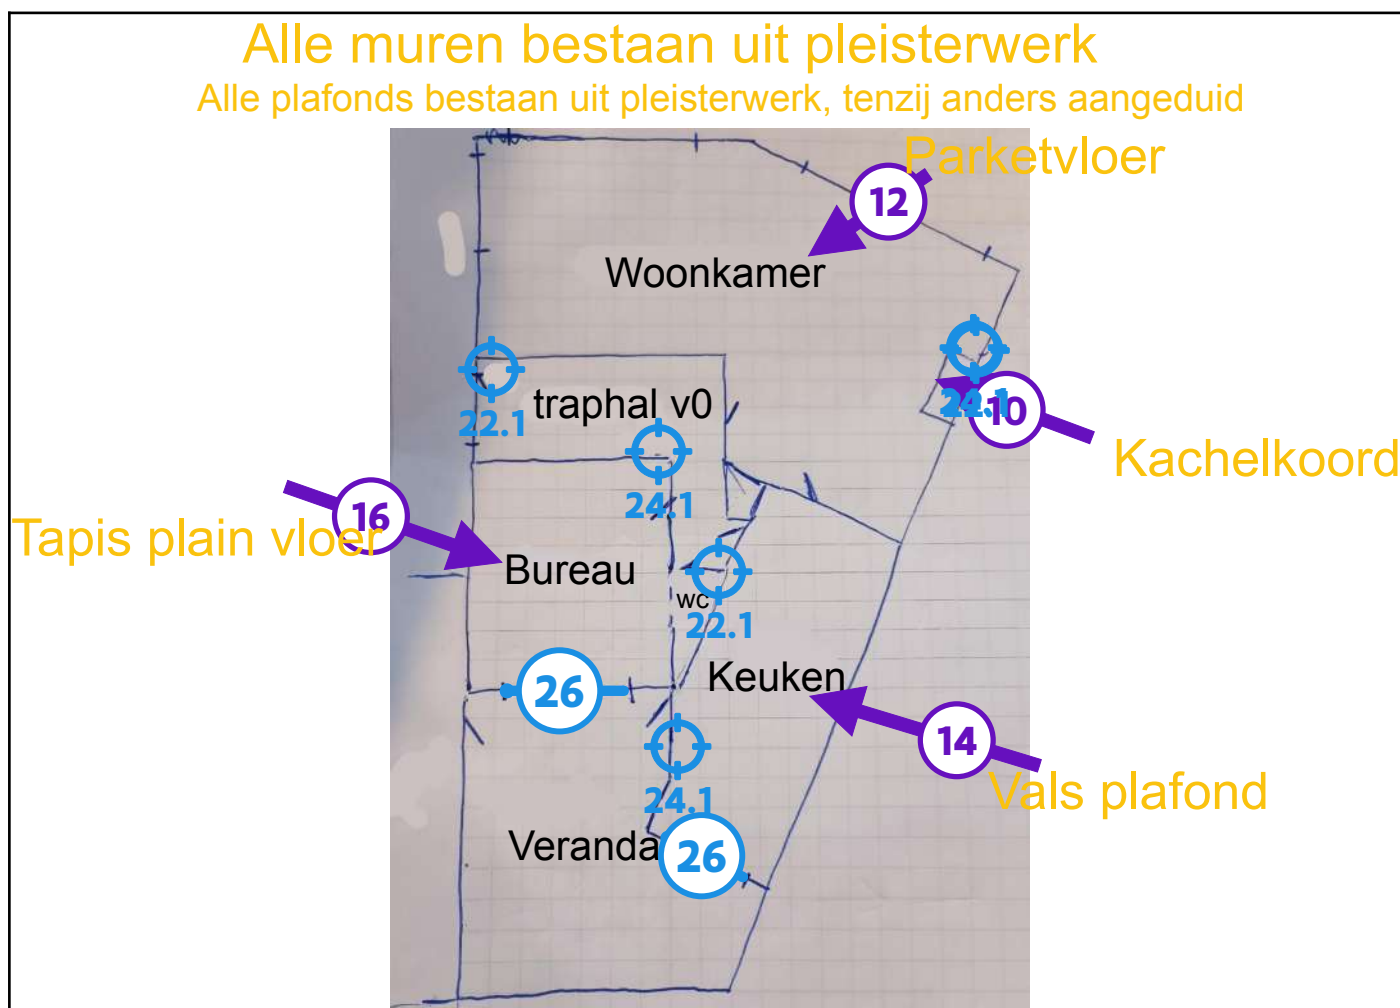 Alle muren bestaan uit pleisterwerk
Alle plafonds bestaan uit pleisterwerk, tenzij anders aangeduid
Parketvloer
12
Woonkamer
22.1
traphal v0
10
Kachelkoord
24.1
16
Tapis plain vloer
Bureau
wc
22.1
26
Keuken
14
Vals plafond
24.1
Veranda
26